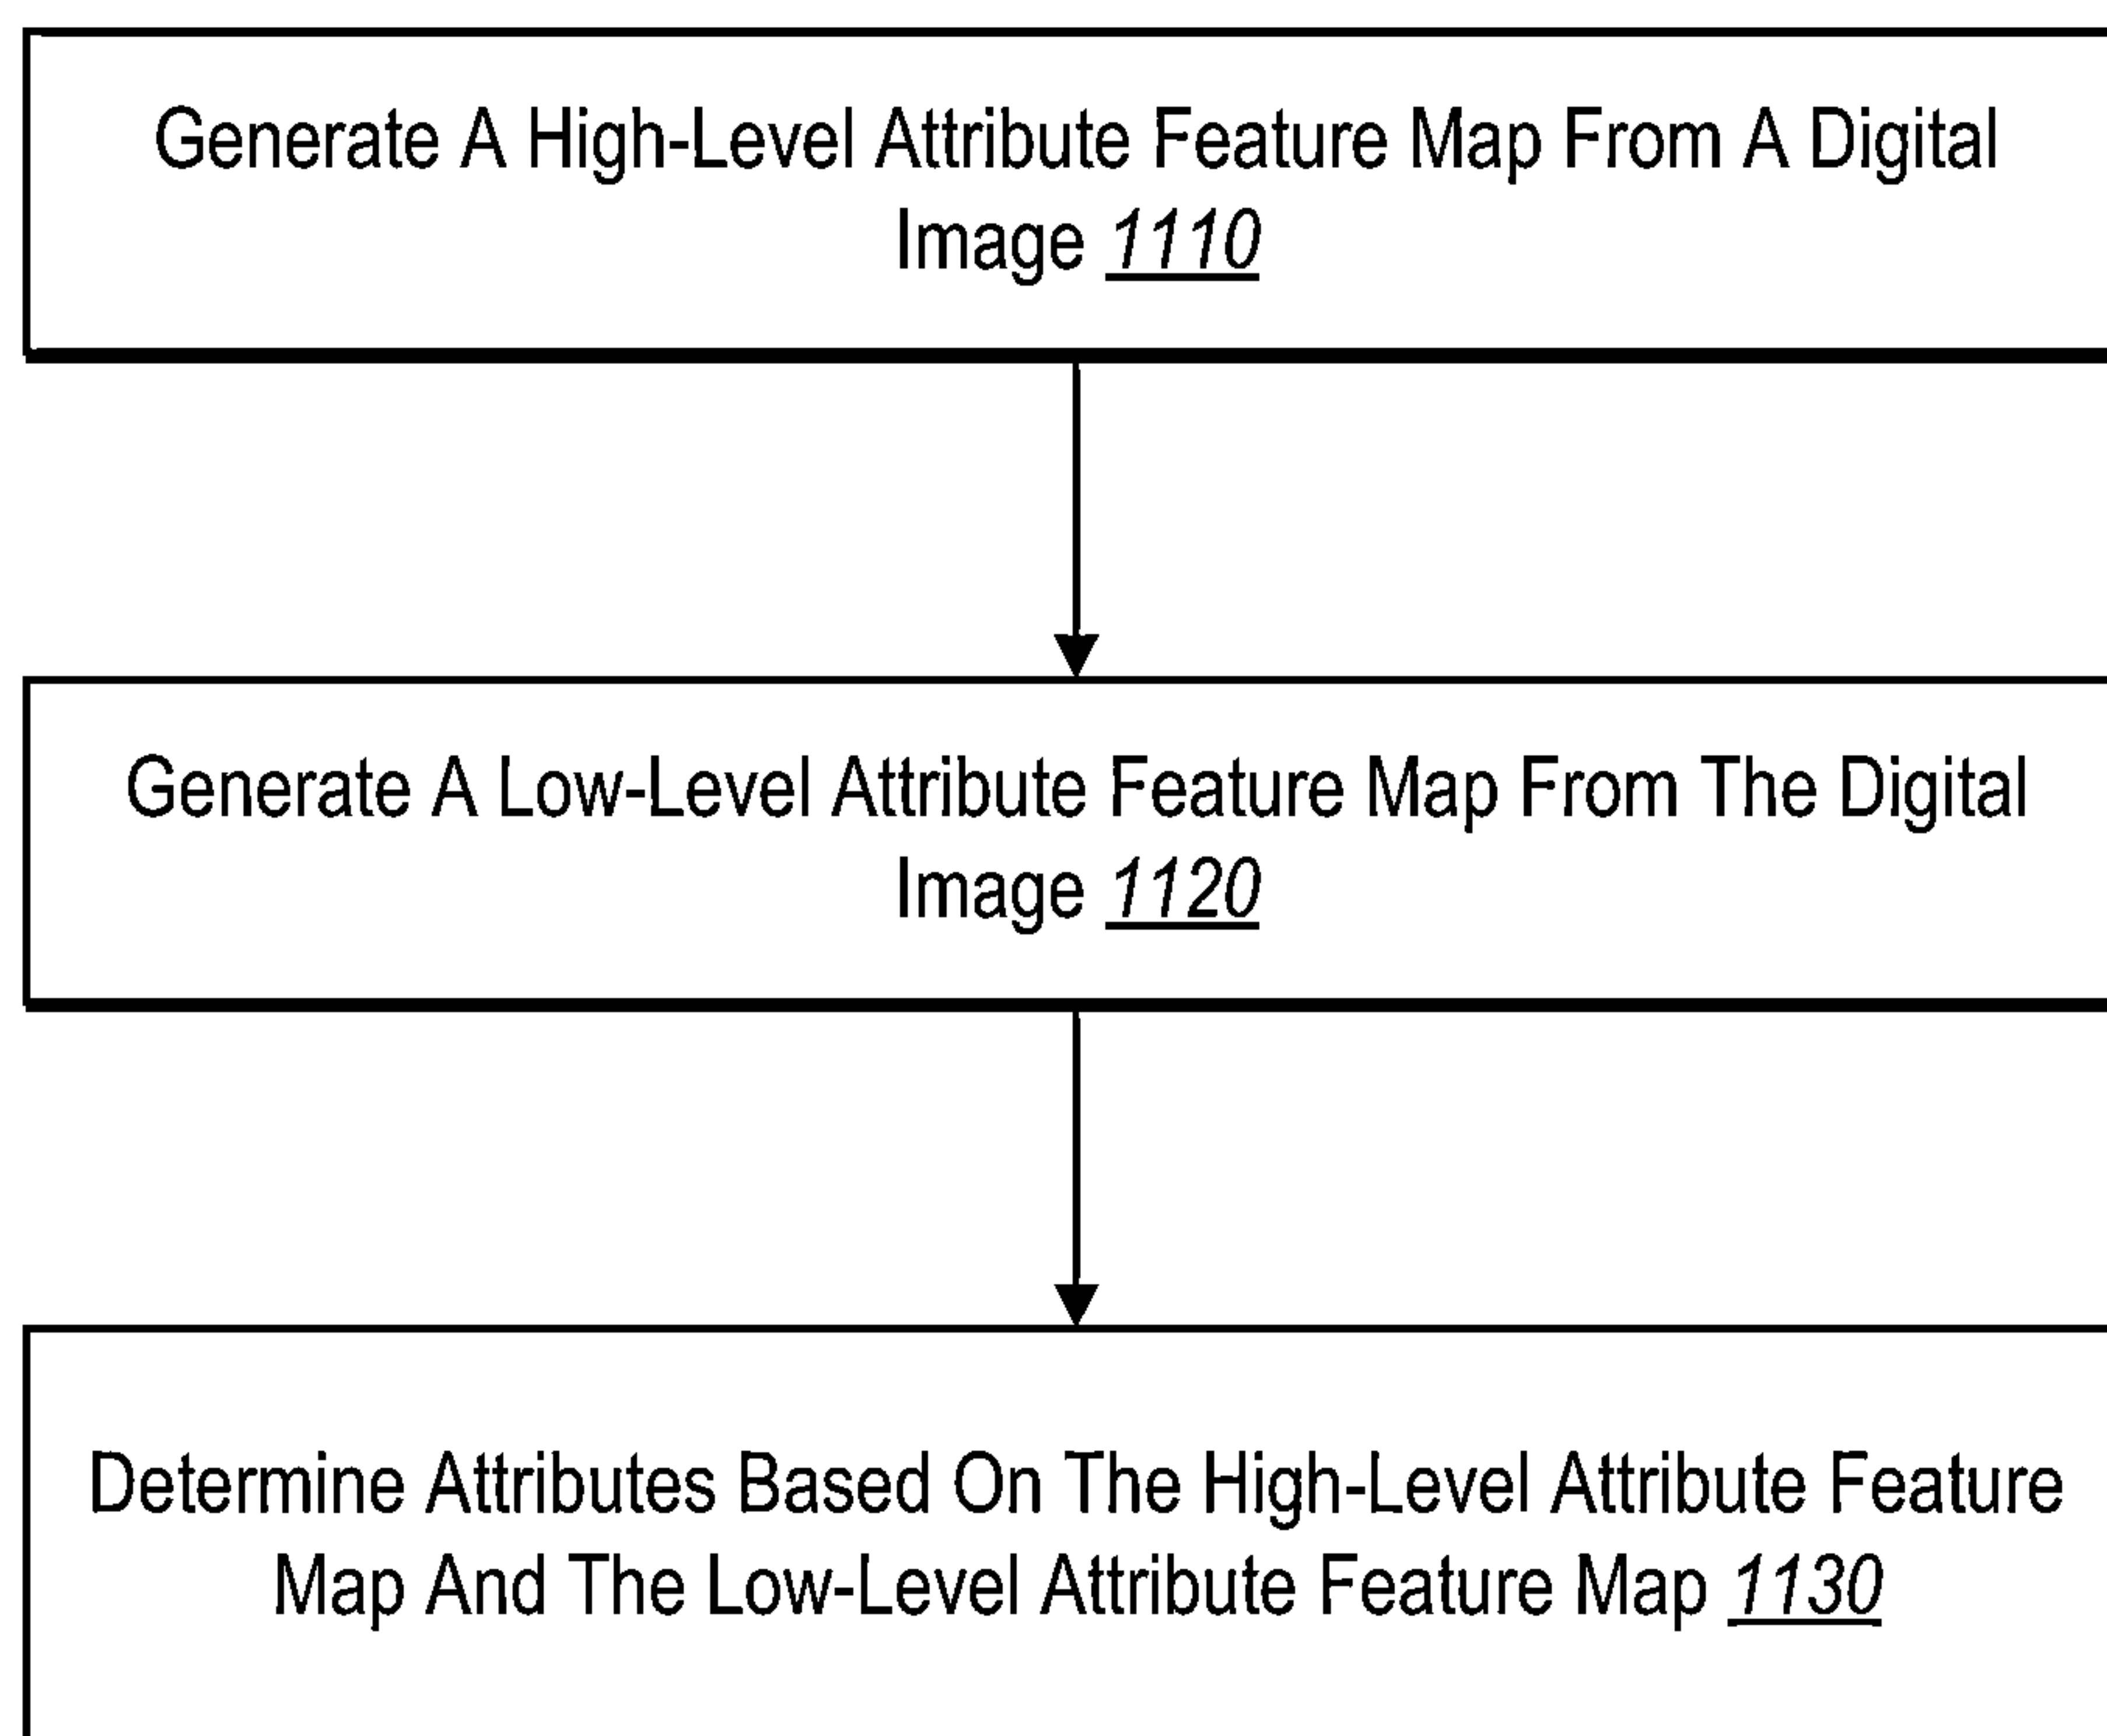 Generate A High-Level Attribute Feature Map From A Digital
Image 1110
Generate A Low-Level Attribute Feature Map From The Digital
Image 1120
Determine Attributes Based On The High-Level Attribute Feature
Map And The Low-Level Attribute Feature Map 1130